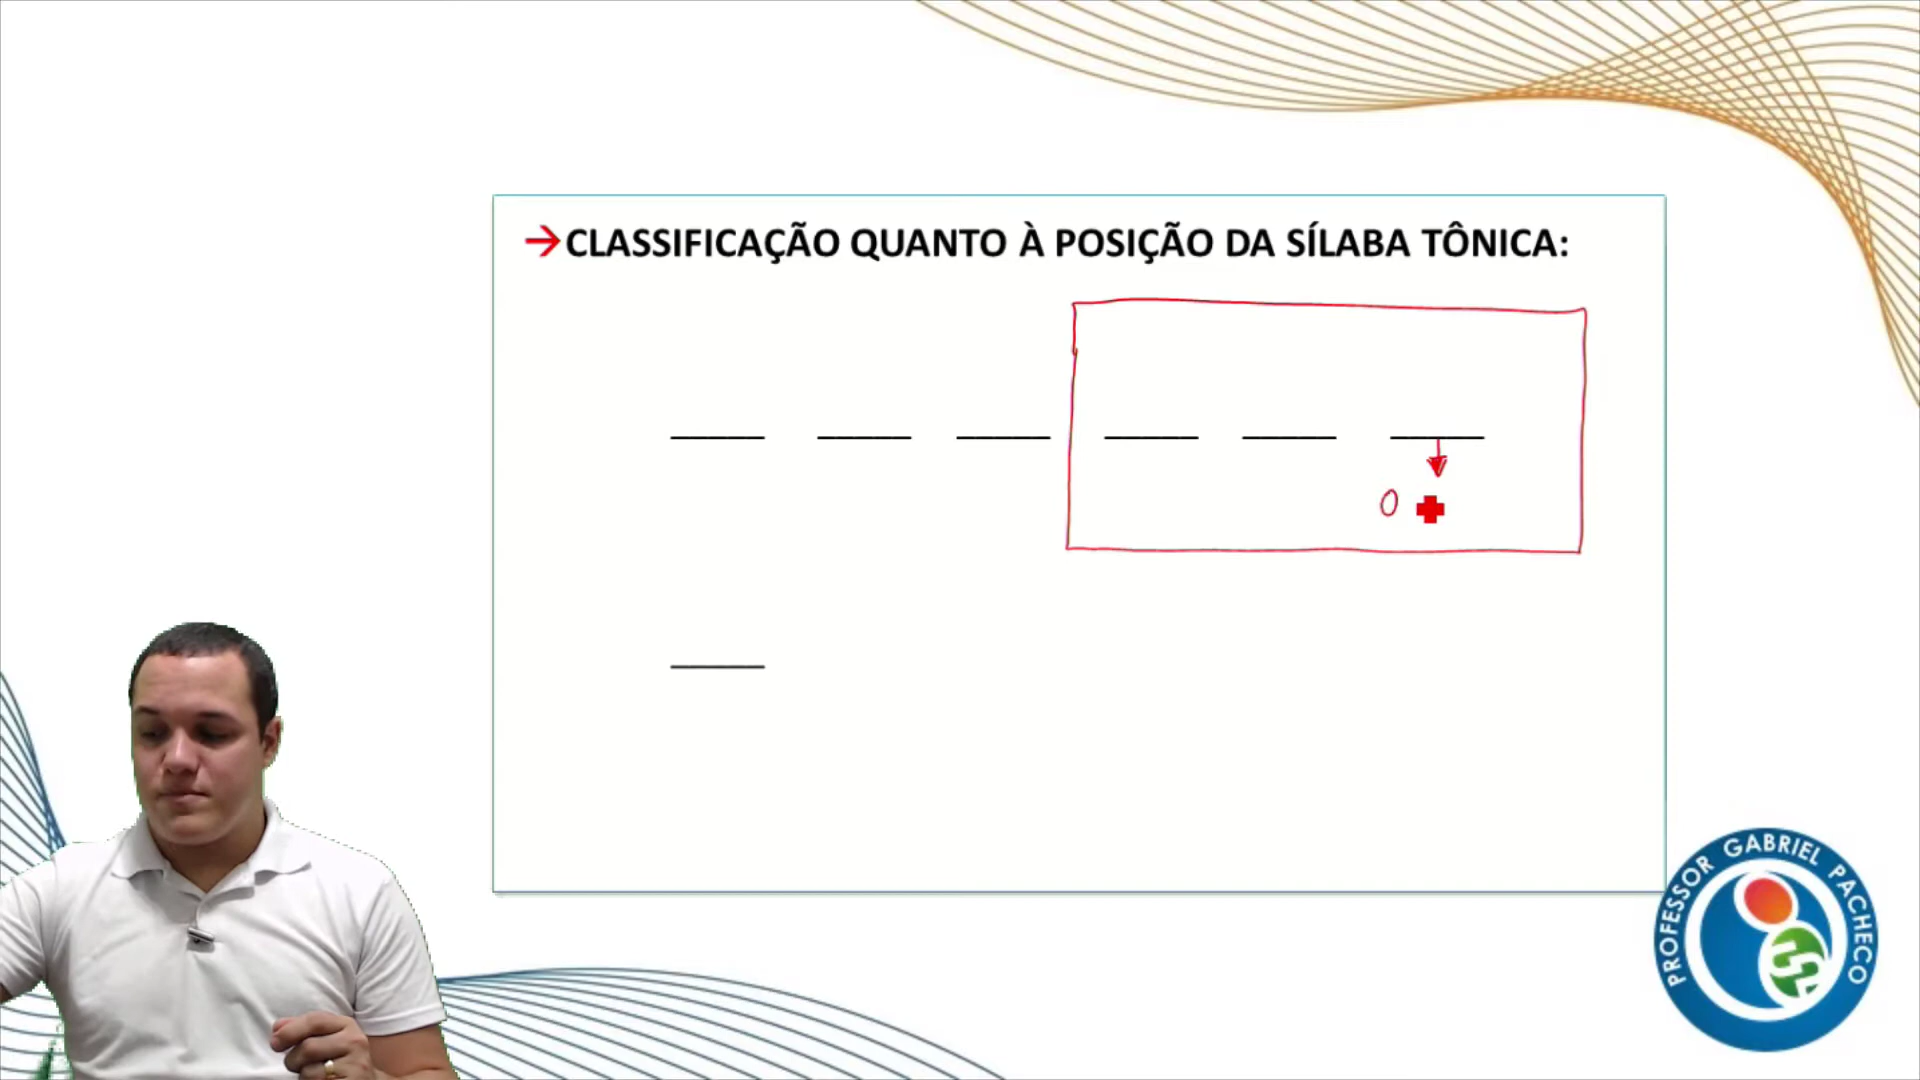 →CLASSIFICAÇÃO QUANTO À POSIÇÃO DA SÍLABA TÔNICA:
O
PROFESSOR GABRIEL PACHECO